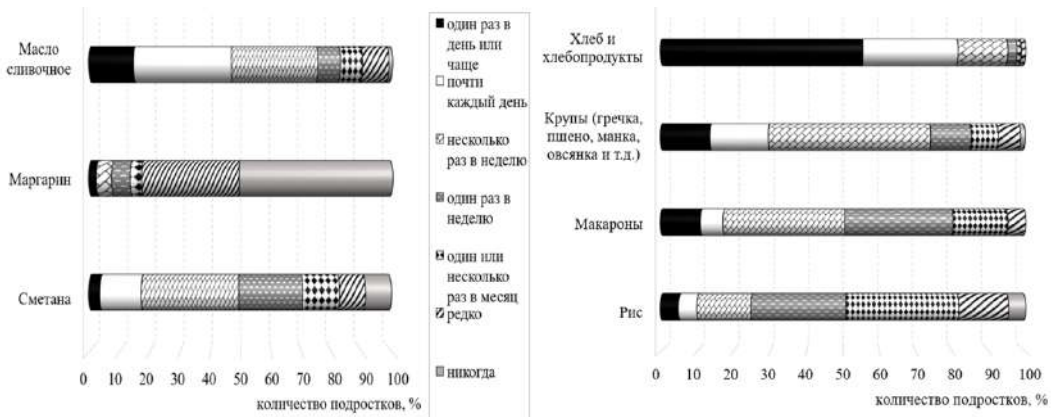 Масло
сливочное
Маргарин
Сметана
0 10 20 30 40 50 60 70 80 90 100
количество подростков, %
один раз в
день или
чаще
почти
каждый день
несколько
раз в неделю
один раз в
неделю
один или
несколько
раз в месяц
редко
никогда
Хлеб и
хлебопродукты
Крупы (гречка,
пшено, манка,
овсянка и т.д.)
Макароны
Рис
0 10 20 30 40 50 60 70 80 90 100
количество подростков, %